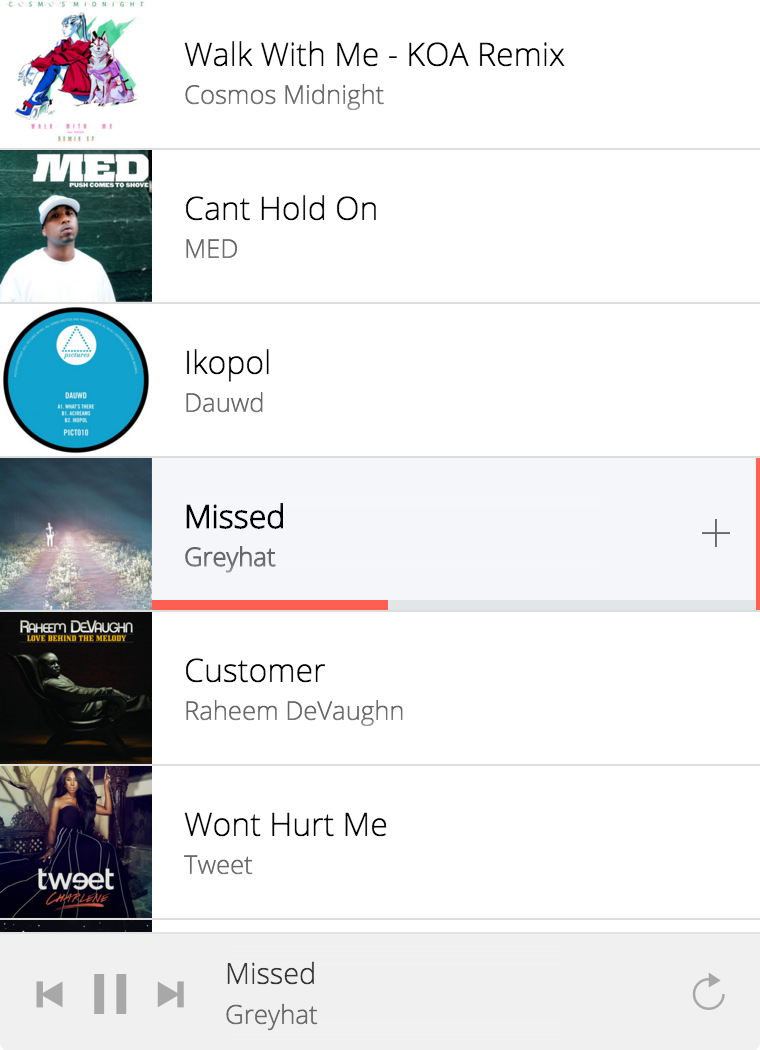 COSMO'S MIDNIGHT
WALK WITH ME
REMIX EP
Walk With Me - KOA Remix
Cosmos Midnight
MED
PUSH COMES TO SHOVE
Cant Hold On
MED
pictures
DAUWD
A1. WHAT'S THERE
B1. ACIREAMS
B2. IKOPOL
PICT010
Ikopol
Dauwd
Missed
Greyhat
RAHEEM DEVAUGHN
LOVE BEHIND THE MELODY
Customer
Raheem DeVaughn
tweet
CHARLENE
Wont Hurt Me
Tweet
Missed
Greyhat